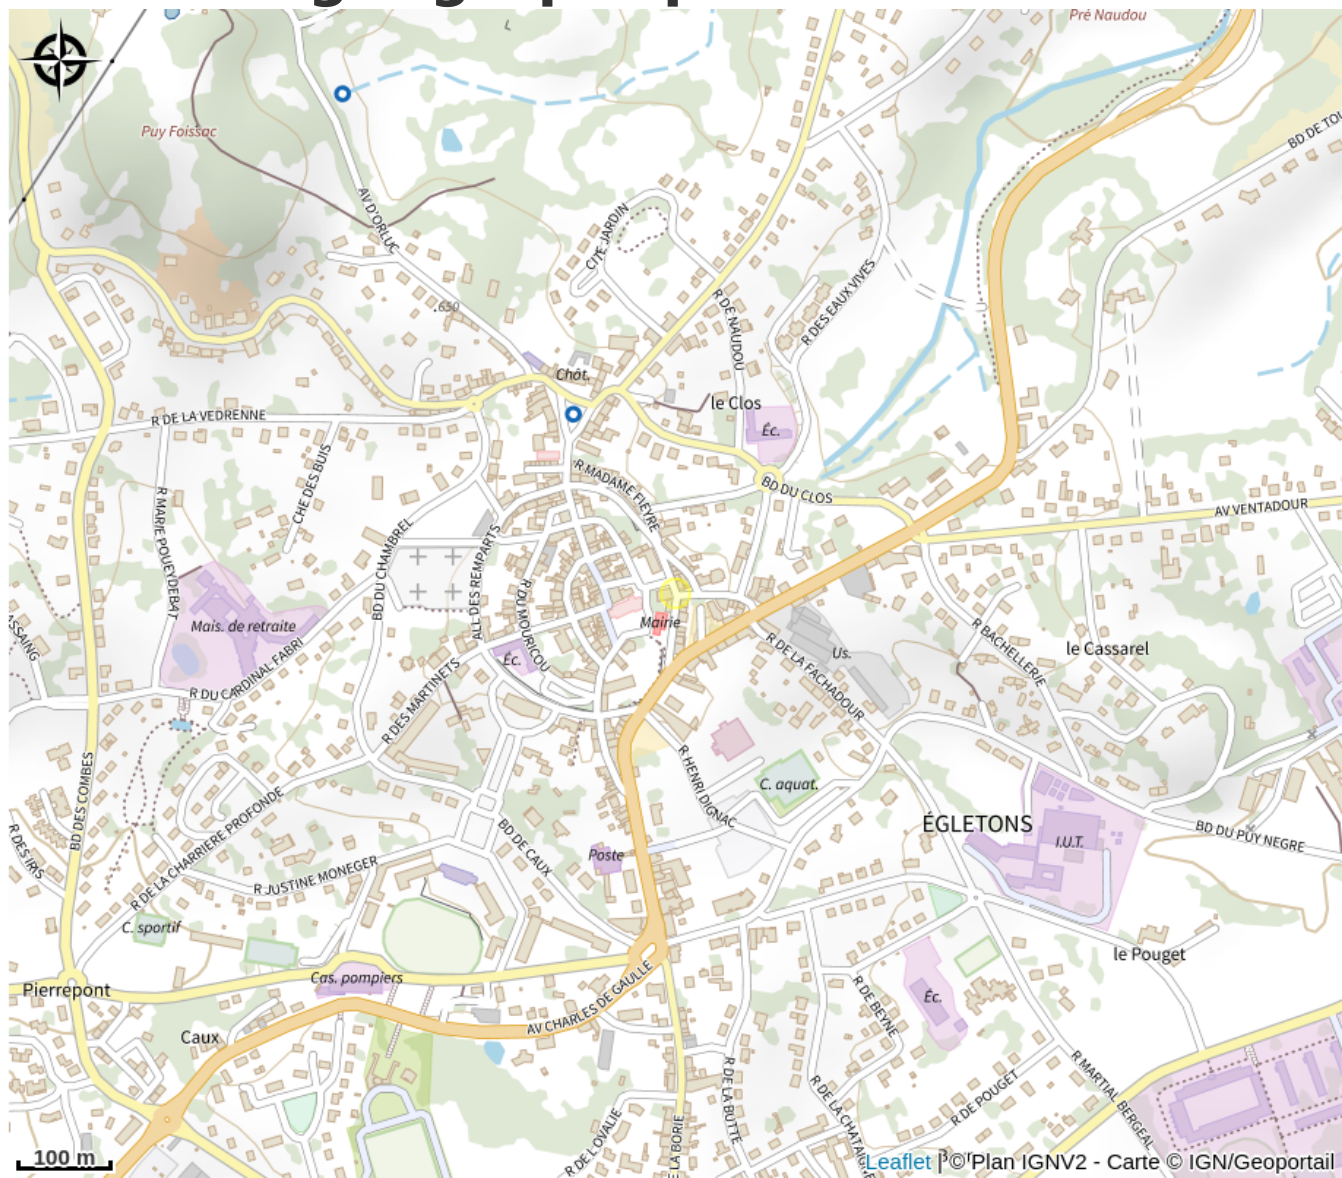 Pré Naudou
Puy Foissac
BD DE TOU
AV D'ORLUC
CITE JARDIN
R DES EAUX VIVES
R DE NAUDOU
.650
Chât.
le Clos
R DE LA VEDRENNE
Éc.
CHE DES BUIS
R MADAME FIEYRE
BD DU CLOS
R MARIE POUEYDEBAT
AV VENTADOUR
BD DU CHAMBREL
ALL DES REMPARTS
R DU MOURICOU
Mais. de retraite
Mairie
ASSAING
R DE LA FACHADOUR
Us.
R BACHELLERIE
le Cassarel
Éc.
R DU CARDINAL FABRI
R DES MARTINETS
R HENRI DIGNAC
C. aquat.
BD DES COMBES
ÉGLETONS
I.U.T.
BD DU PUY NEGRE
R DES IRIS
R DE LA CHARRIERE PROFONDE
BD DE CAUX
Poste
R JUSTINE MONEGER
C. sportif
le Pouget
Cas. pompiers
Pierrepont
Éc.
R DE BEYNE
AV CHARLES DE GAULLE
Caux
R DE LA BUTTE
R DE LA CHATAIGNE
R DE POUGET
R MARTIAL BERGEAL
R DE L'OVALIE
E LA BORIE
100 m
Leaflet | © Plan IGNV2 - Carte © IGN/Geoportail